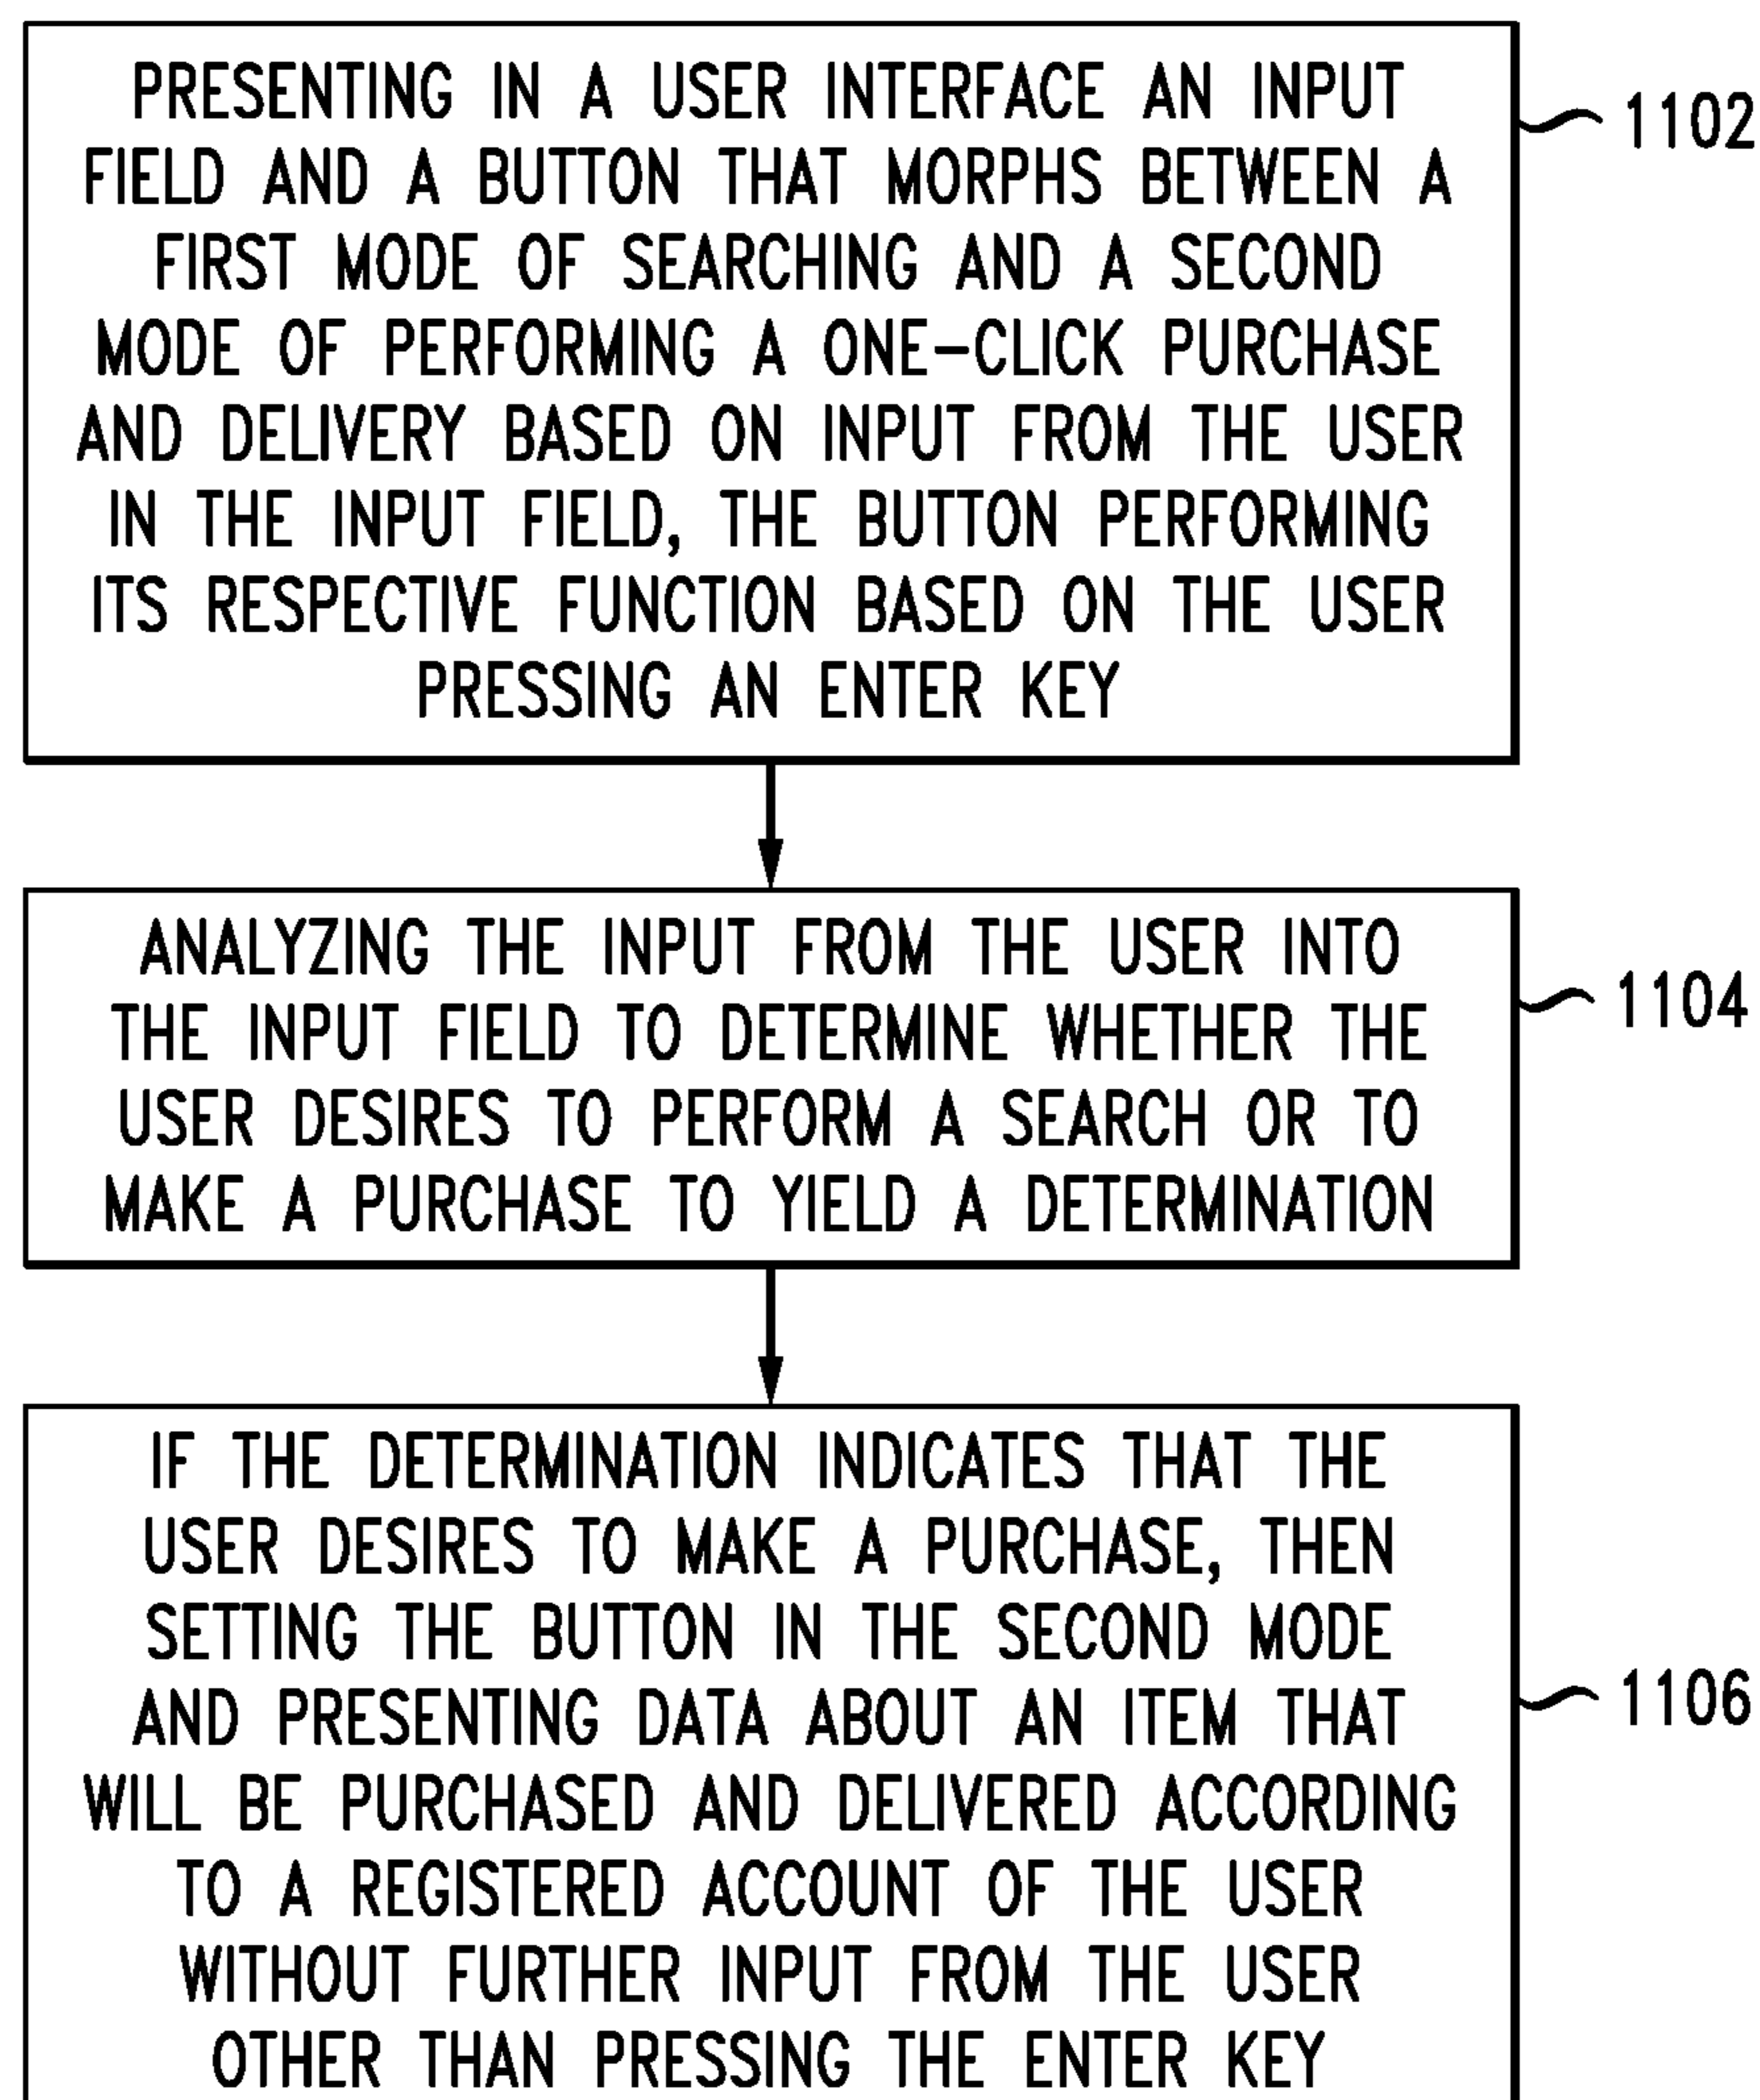 PRESENTING IN A USER INTERFACE AN INPUT
FIELD AND A BUTTON THAT MORPHS BETWEEN A
FIRST MODE OF SEARCHING AND A SECOND
MODE OF PERFORMING A ONE-CLICK PURCHASE
AND DELIVERY BASED ON INPUT FROM THE USER
IN THE INPUT FIELD, THE BUTTON PERFORMING
ITS RESPECTIVE FUNCTION BASED ON THE USER
PRESSING AN ENTER KEY
1102
ANALYZING THE INPUT FROM THE USER INTO
THE INPUT FIELD TO DETERMINE WHETHER THE
USER DESIRES TO PERFORM A SEARCH OR TO
MAKE A PURCHASE TO YIELD A DETERMINATION
1104
IF THE DETERMINATION INDICATES THAT THE
USER DESIRES TO MAKE A PURCHASE, THEN
SETTING THE BUTTON IN THE SECOND MODE
AND PRESENTING DATA ABOUT AN ITEM THAT
WILL BE PURCHASED AND DELIVERED ACCORDING
TO A REGISTERED ACCOUNT OF THE USER
WITHOUT FURTHER INPUT FROM THE USER
OTHER THAN PRESSING THE ENTER KEY
1106